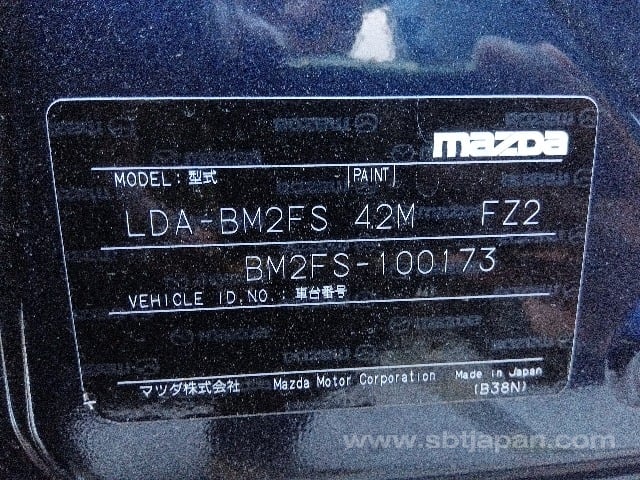 mazda
MODEL: 型式 PAINT
LDA-BM2FS 42M FZ2
BM2FS-100173
VEHICLE ID.NO.: 車台番号
マツダ株式会社 Mazda Motor Corporation Made in Japan
(B38N)
www.sbtjapan.com